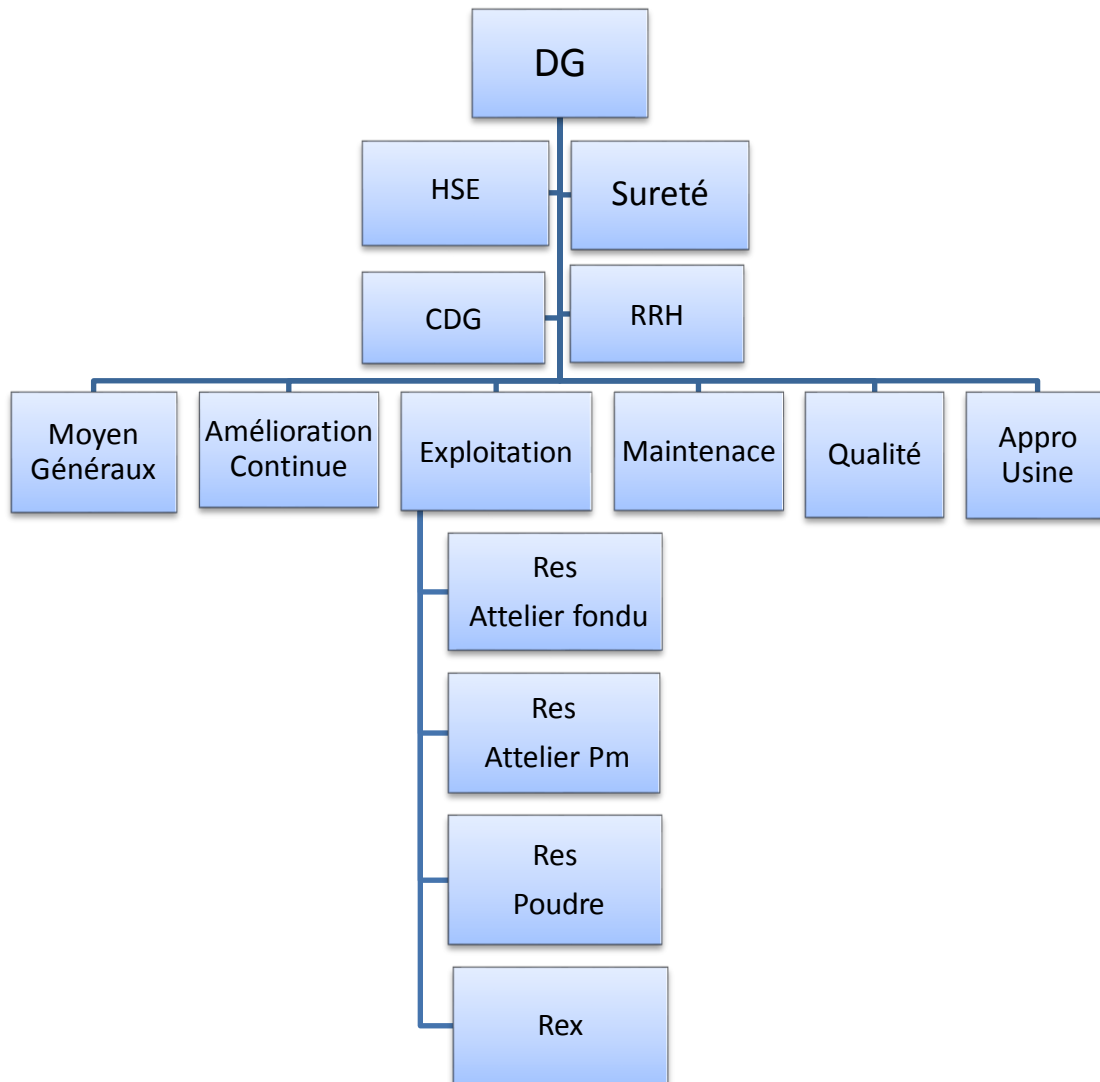 DG
HSE
Sureté
CDG
RRH
Moyen
Généraux
Amélioration
Continue
Exploitation
Maintenace
Qualité
Appro
Usine
Res
Attelier fondu
Res
Attelier Pm
Res
Poudre
Rex